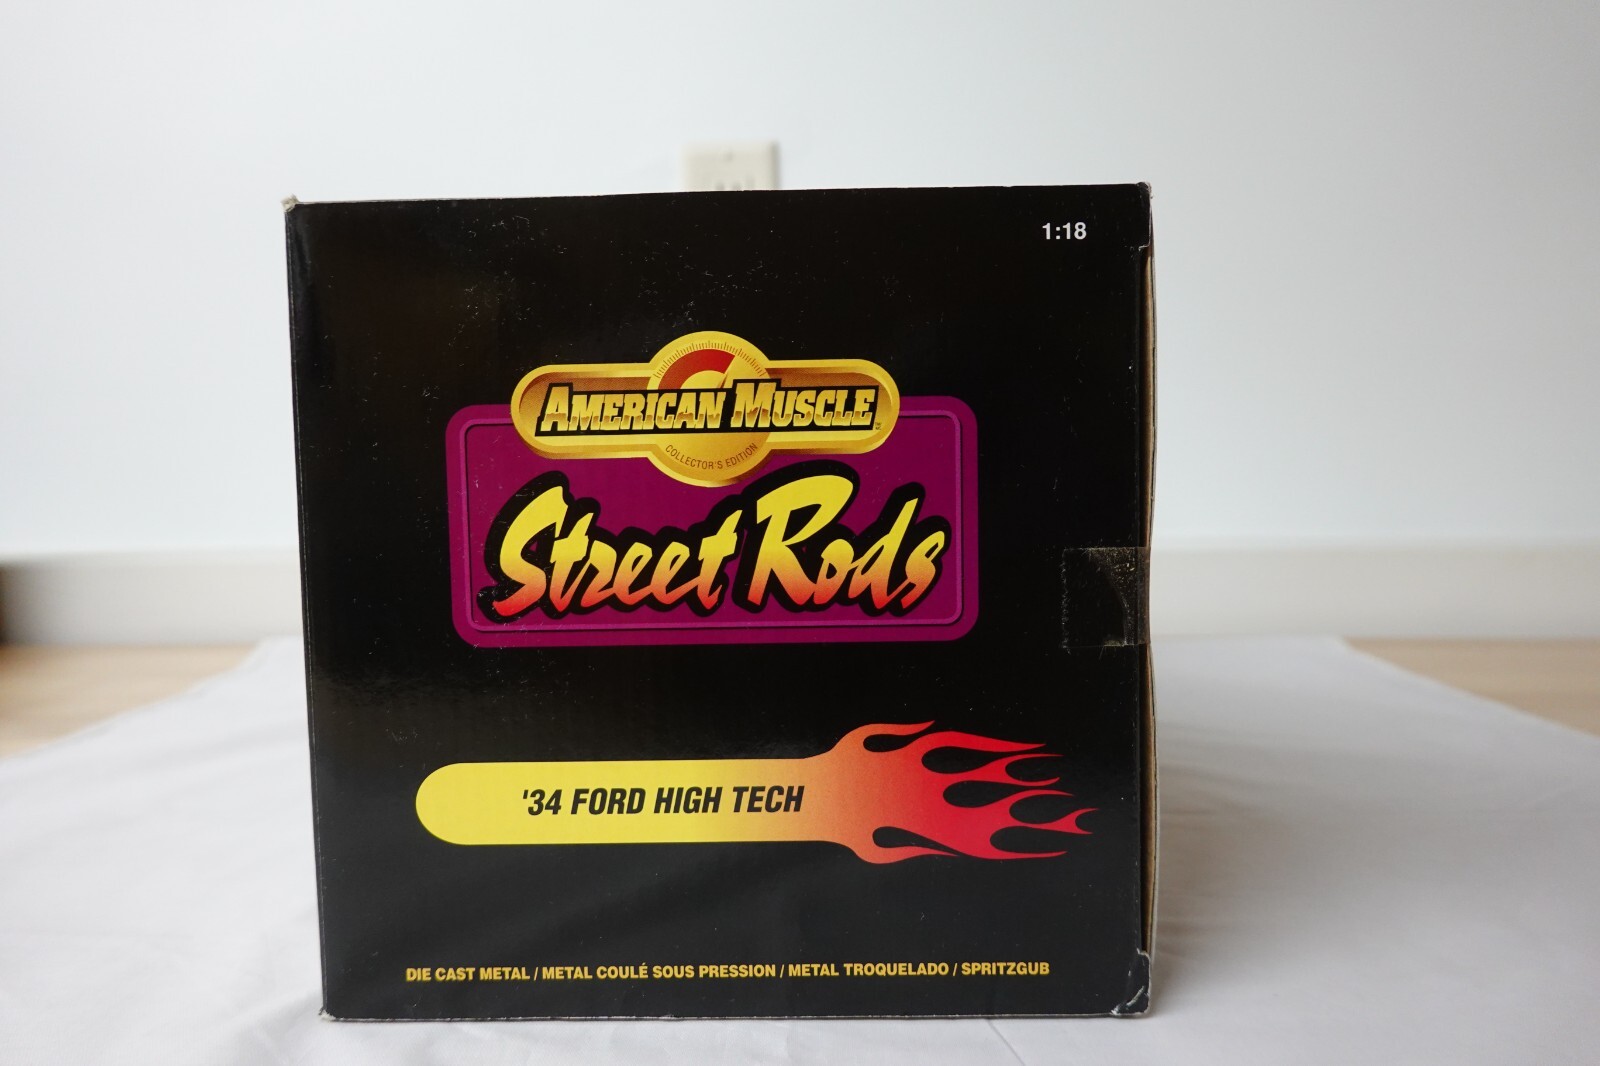 1:18
AMERICAN MUSCLE
COLLECTOR'S EDITION
Street Rods
'34 FORD HIGH TECH
DIE CAST METAL / METAL COULÉ SOUS PRESSION / METAL TROQUELADO / SPRITZGUB